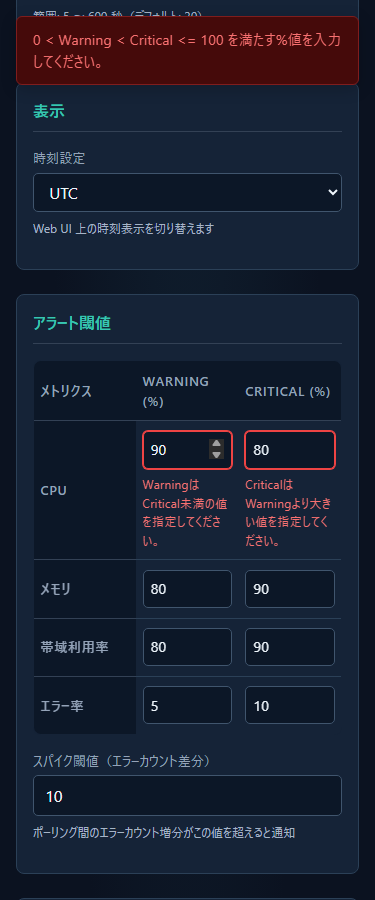 0 < Warning < Critical <= 100 を満たす%値を入力
してください。
表示
時刻設定
UTC
Web UI 上の時刻表示を切り替えます
アラート閾値
メトリクス
WARNING
(%)
CRITICAL (%)
CPU
90
80
Warningは
Critical未満の値
を指定してくださ
い。
Criticalは
Warningより大き
い値を指定してく
ださい。
メモリ
80
90
帯域利用率
80
90
エラー率
5
10
スパイク閾値（エラーカウント差分）
10
ポーリング間のエラーカウント増分がこの値を超えると通知